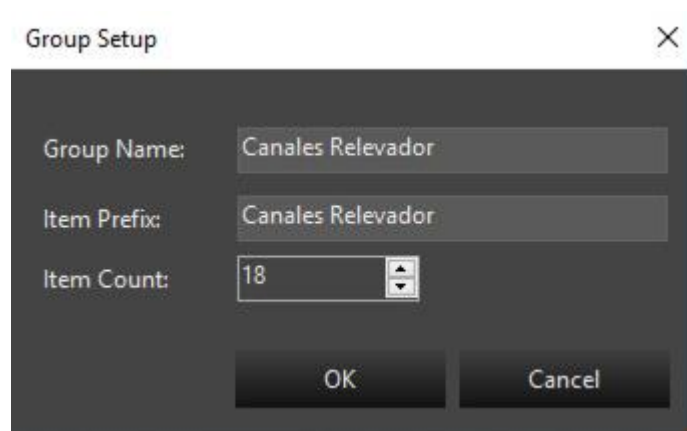 Group Setup
Group Name: Canales Relevador
Item Prefix: Canales Relevador
Item Count: 18
OK Cancel